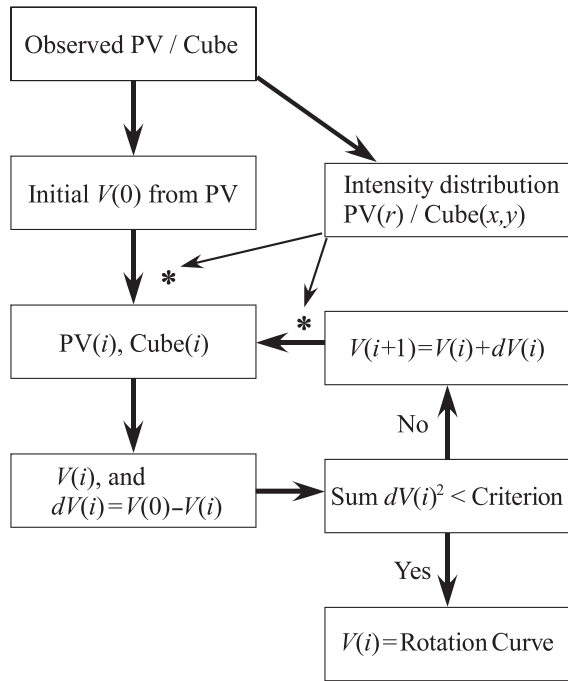 Observed PV / Cube
Initial V(0) from PV
Intensity distribution
PV(r) / Cube(x,y)
*
*
PV(i), Cube(i)
V(i+1)=V(i)+dV(i)
No
V(i), and
dV(i)=V(0)–V(i)
Sum dV(i)² < Criterion
Yes
V(i)=Rotation Curve